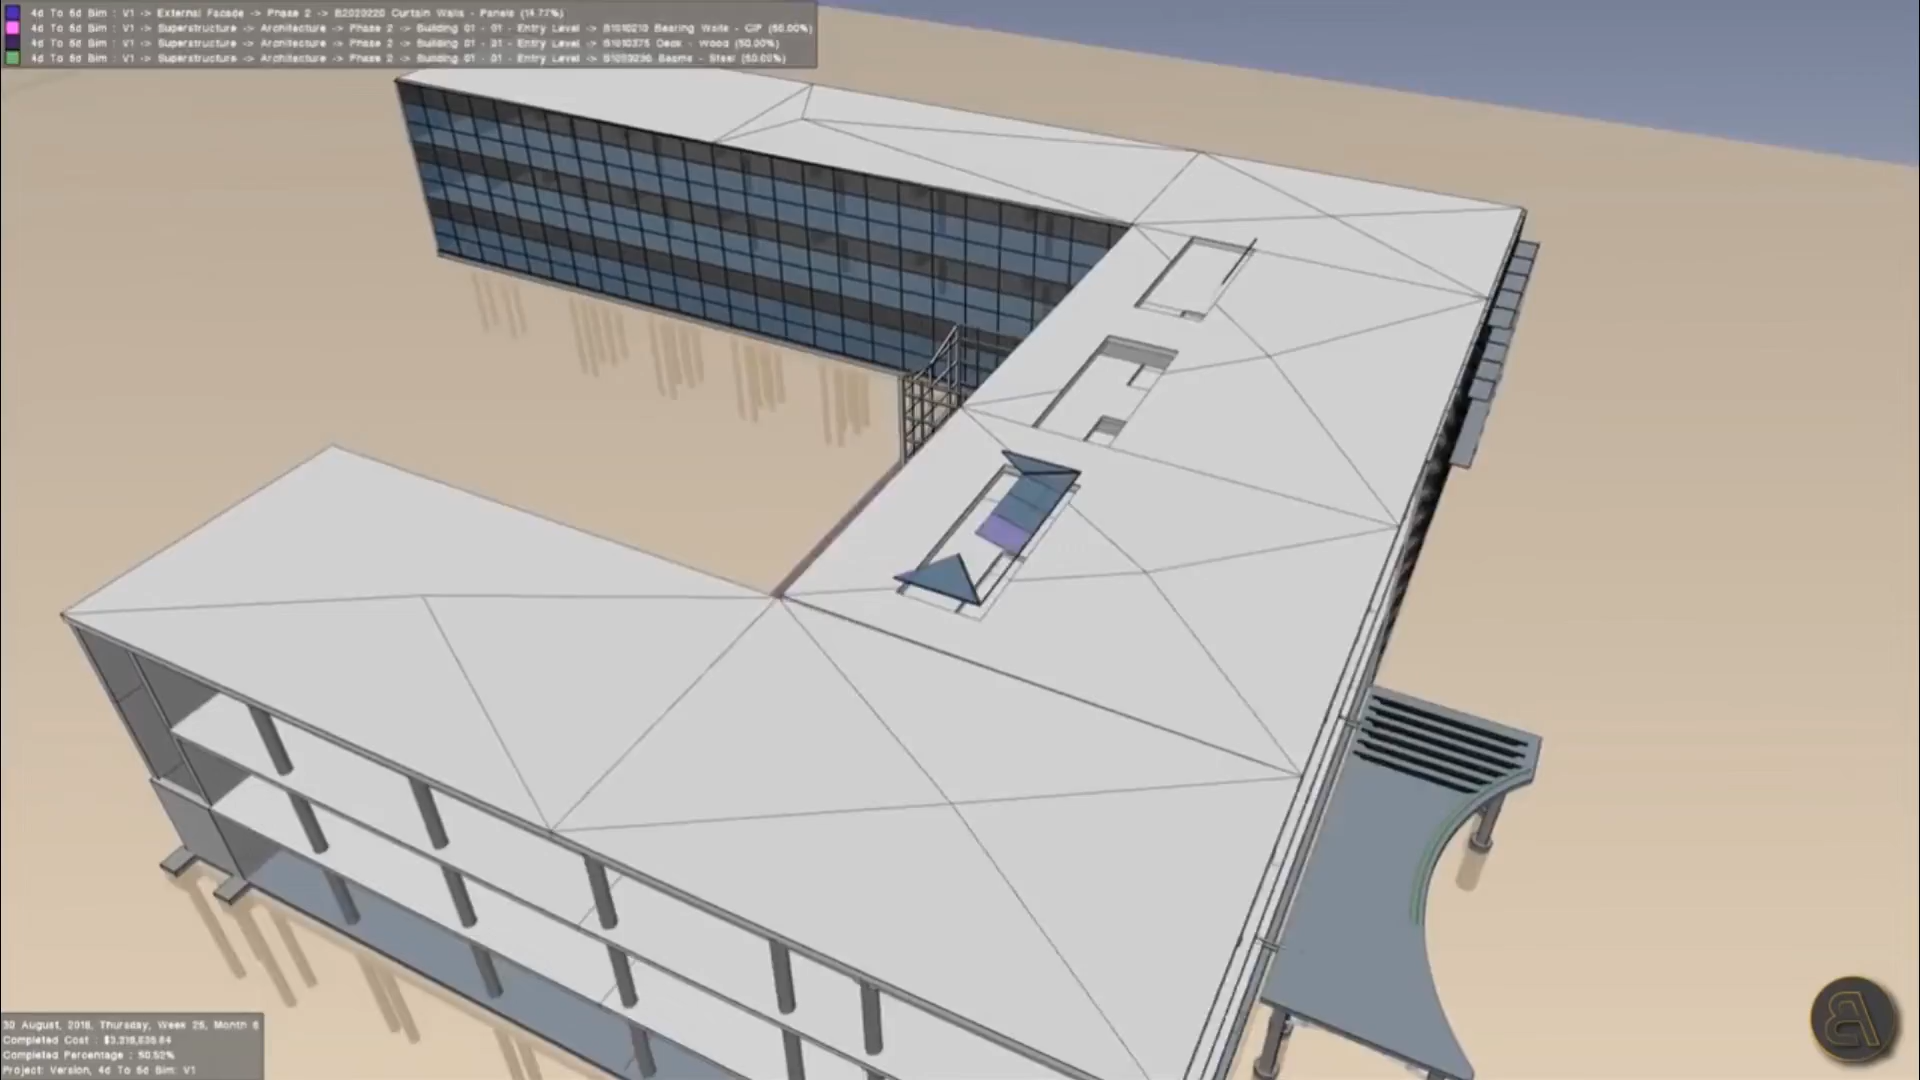 4d To 5d Bim : V1 -> External Facade -> Phase 2 -> B2020220 Curtain Walls - Panels (14.77%)
4d To 5d Bim : V1 -> Superstructure -> Architecture -> Phase 2 -> Building 01 - 01 - Entry Level -> B1010210 Bearing Walls - CIP
4d To 5d Bim : V1 -> Superstructure -> Architecture -> Phase 2 -> Building 01 - 01 - Entry Level -> Deck - Wood (50.00%)
4d To 5d Bim : V1 -> Superstructure -> Architecture -> Phase 2 -> Building 01 - 01 - Entry Level -> Beams - Steel (50.00%)
30 August, 2018, Thursday, Week 25, Month 6
Completed Cost :
Completed Percentage : 50.52%
Project: Version, 4d To 5d Bim: V1